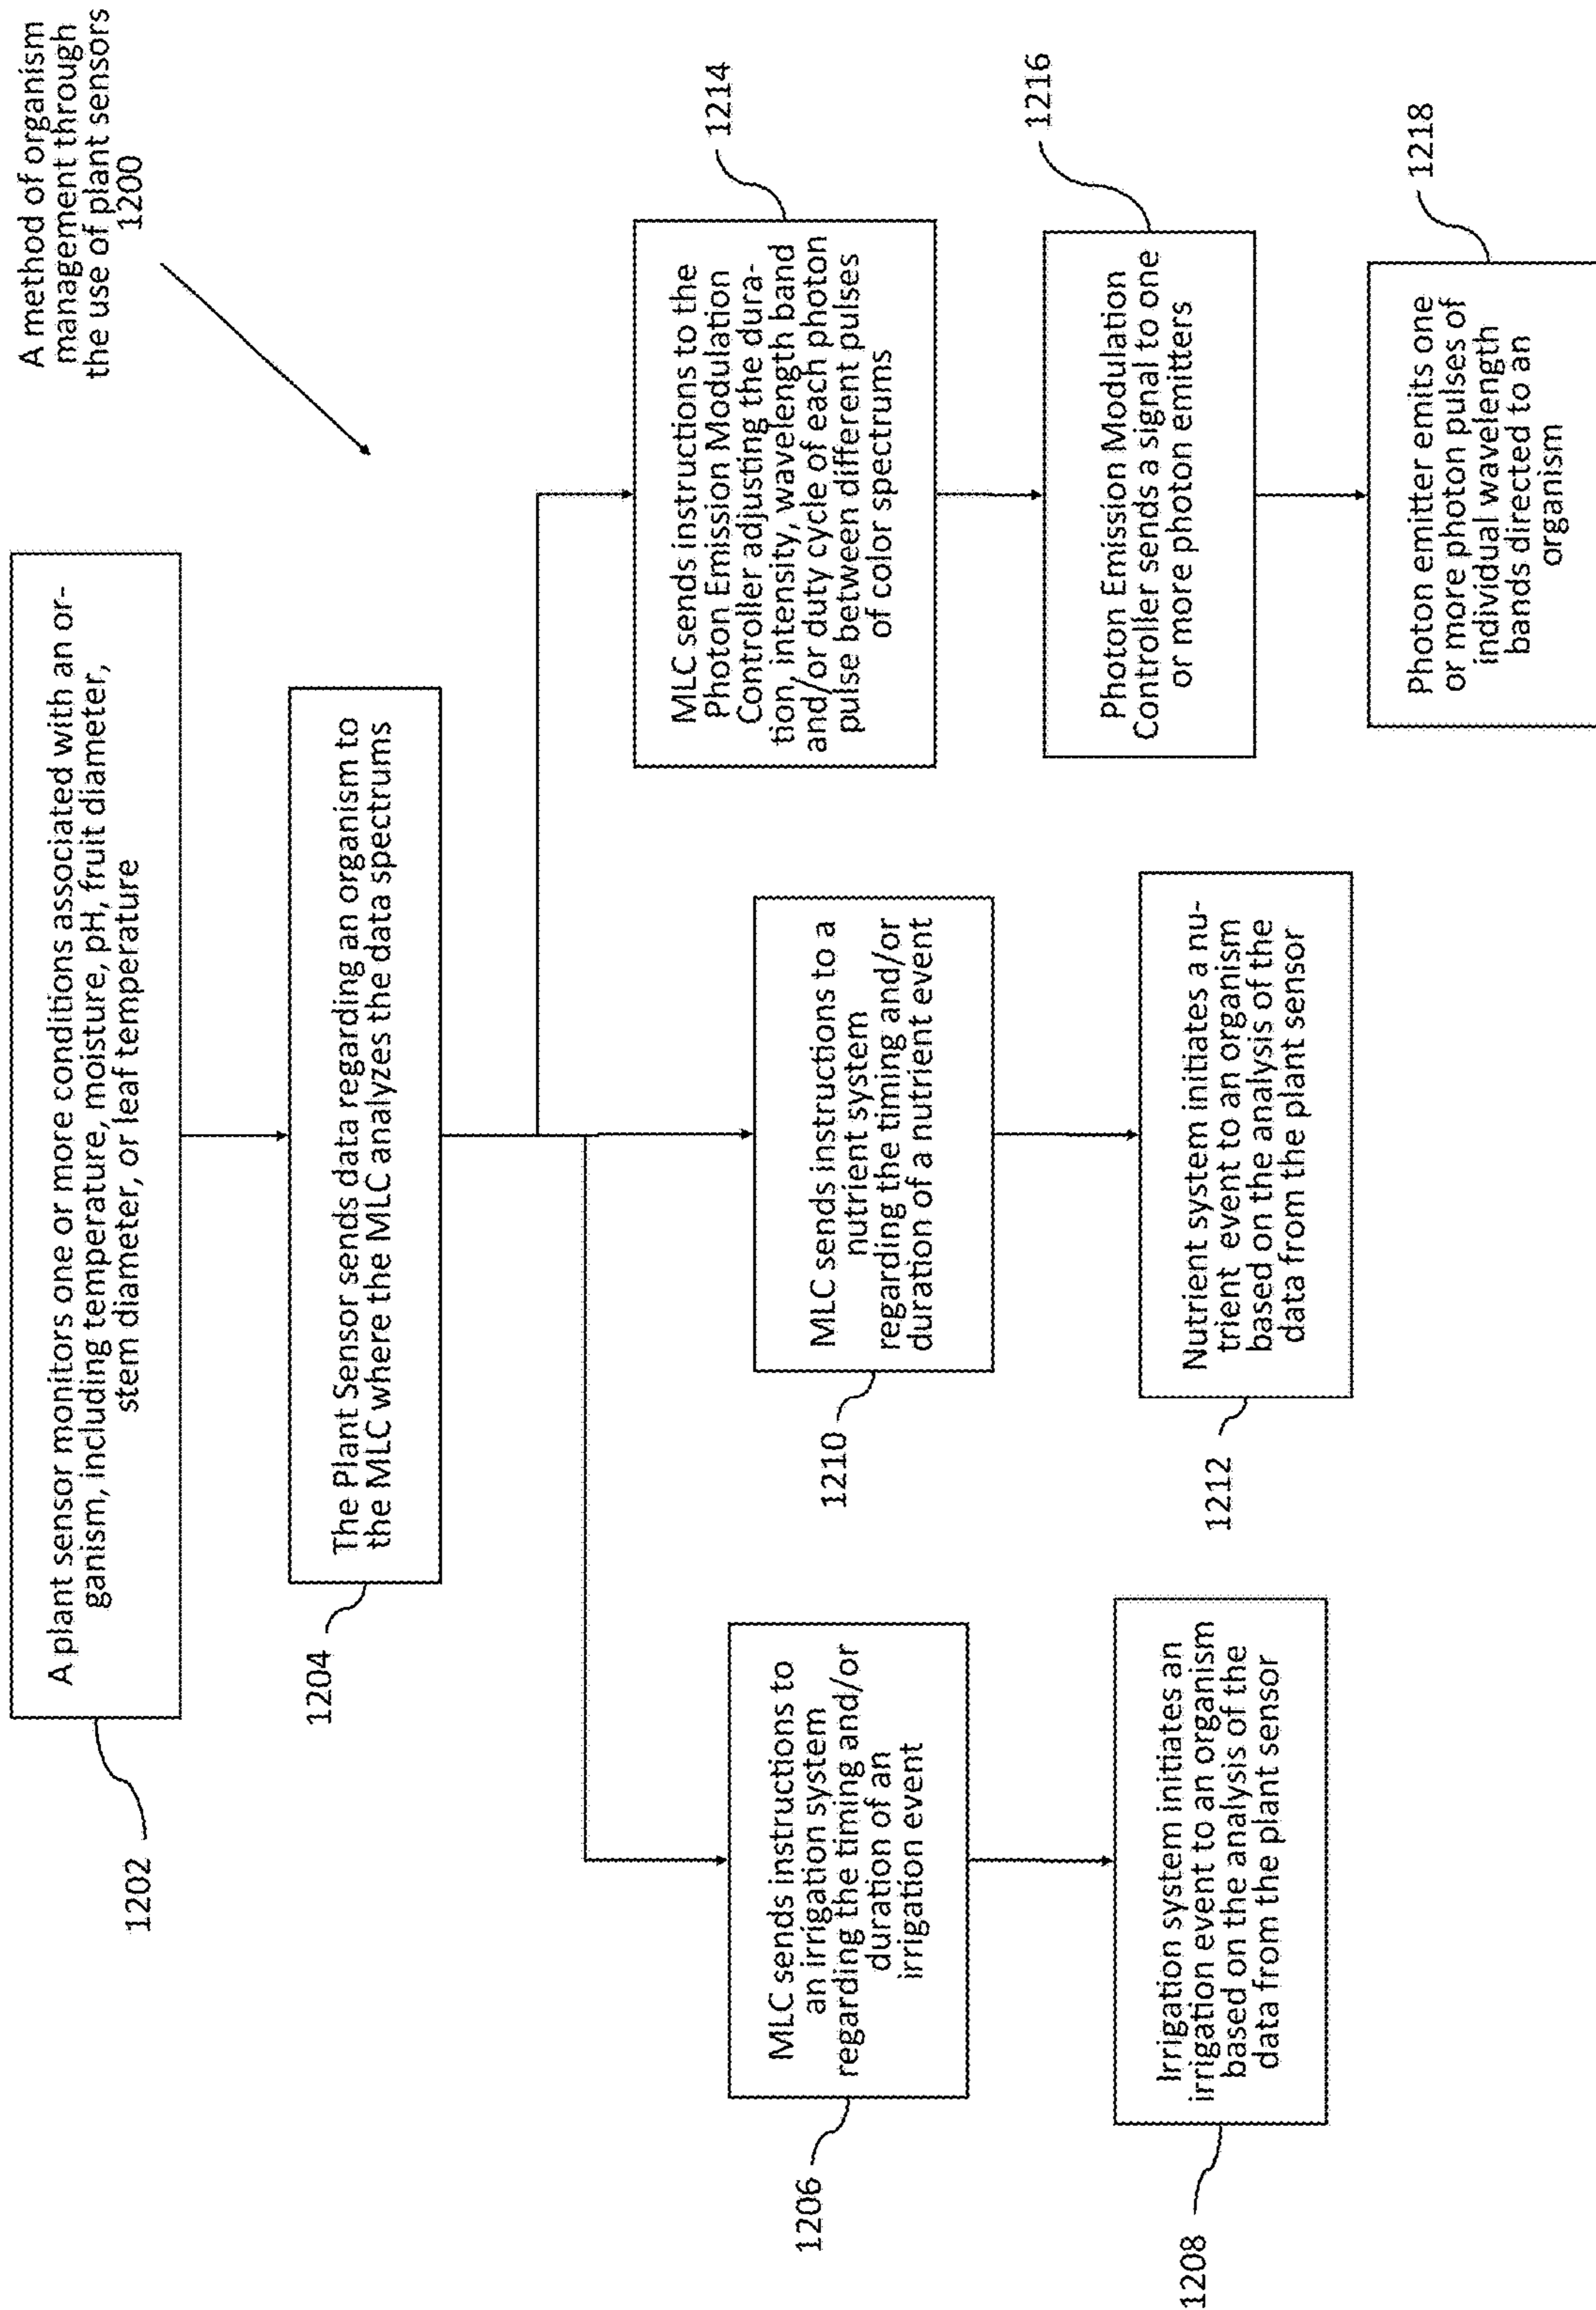 A method of organism
management through
the use of plant sensors
1200
A plant sensor monitors one or more conditions associated with an or-
ganism, including temperature, moisture, pH, fruit diameter,
stem diameter, or leaf temperature
1202
The Plant Sensor sends data regarding an organism to
the MLC where the MLC analyzes the data spectrums
1204
MLC sends instructions to
an irrigation system
regarding the timing and/or
duration of an
irrigation event
1206
Irrigation system initiates an
irrigation event to an organism
based on the analysis of the
data from the plant sensor
1208
MLC sends instructions to a
nutrient system
regarding the timing and/or
duration of a nutrient event
1210
Nutrient system initiates a nu-
trient event to an organism
based on the analysis of the
data from the plant sensor
1212
MLC sends instructions to the
Photon Emission Modulation
Controller adjusting the dura-
tion, intensity, wavelength band
and/or duty cycle of each photon
pulse between different pulses
of color spectrums
1214
Photon Emission Modulation
Controller sends a signal to one
or more photon emitters
1216
Photon emitter emits one
or more photon pulses of
individual wavelength
bands directed to an
organism
1218